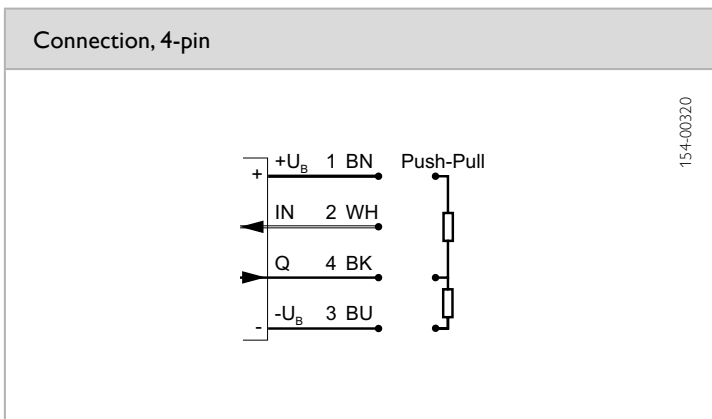 Connection, 4-pin
154-00320
+ +U_B 1 BN Push-Pull
IN 2 WH
Q 4 BK
- -U_B 3 BU